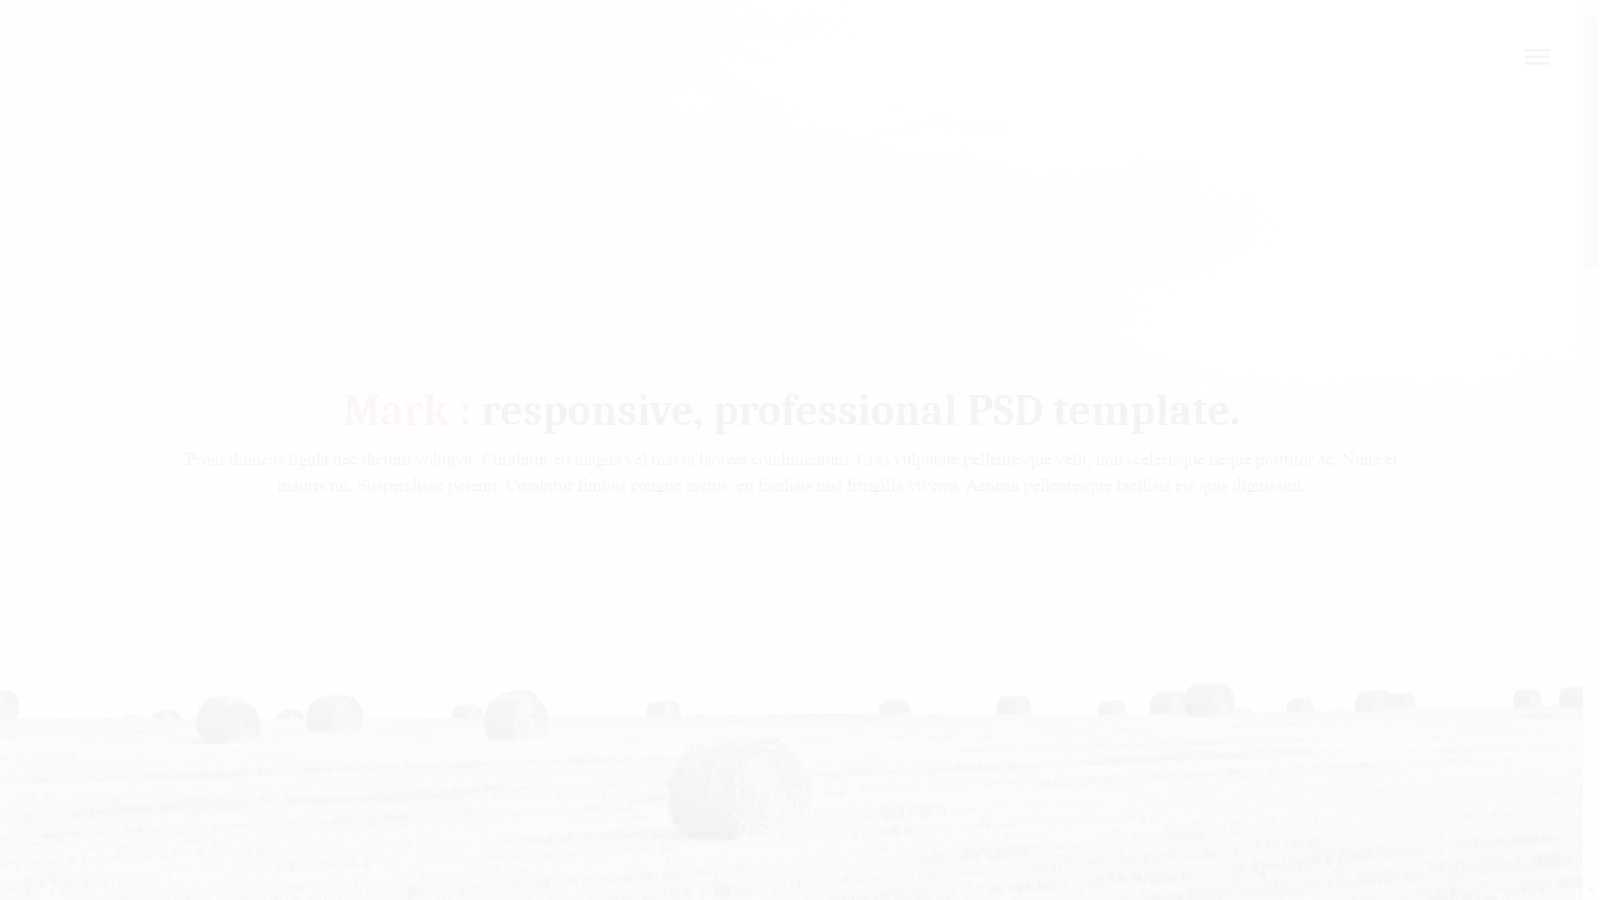 Mark : responsive, professional PSD template.
Proin rhoncus ligula nec dictum volutpat. Curabitur eu magna vel massa laoreet condimentum. Cras vulputate pellentesque velit, non scelerisque neque porttitor ac. Nunc et
mauris mi. Suspendisse potenti. Curabitur finibus congue metus, eu facilisis nisl fringilla viverra. Aenean pellentesque facilisis est quis dignissim.